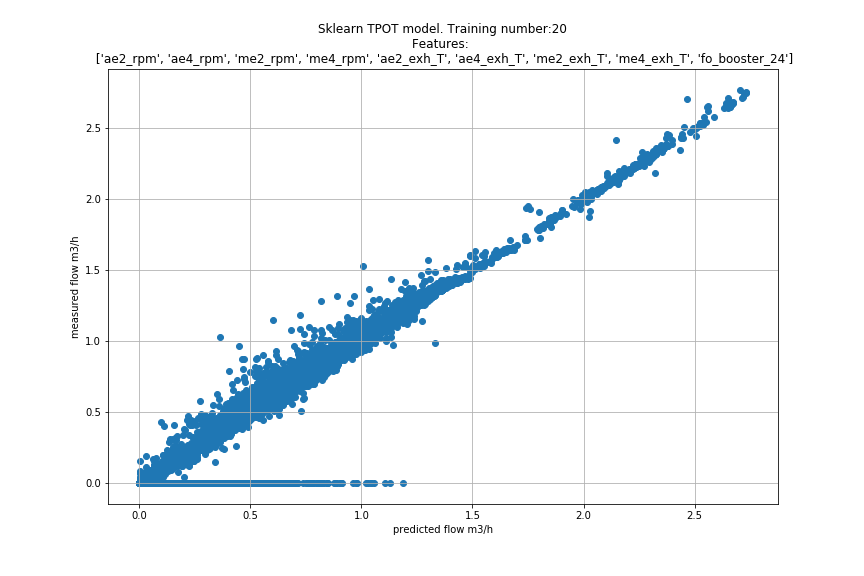 Sklearn TPOT model. Training number:20
Features:
['ae2_rpm', 'ae4_rpm', 'me2_rpm', 'me4_rpm', 'ae2_exh_T', 'ae4_exh_T', 'me2_exh_T', 'me4_exh_T', 'fo_booster_24']
measured flow m3/h
2.5
2.0
1.5
1.0
0.5
0.0
0.0 0.5 1.0 1.5 2.0 2.5
predicted flow m3/h